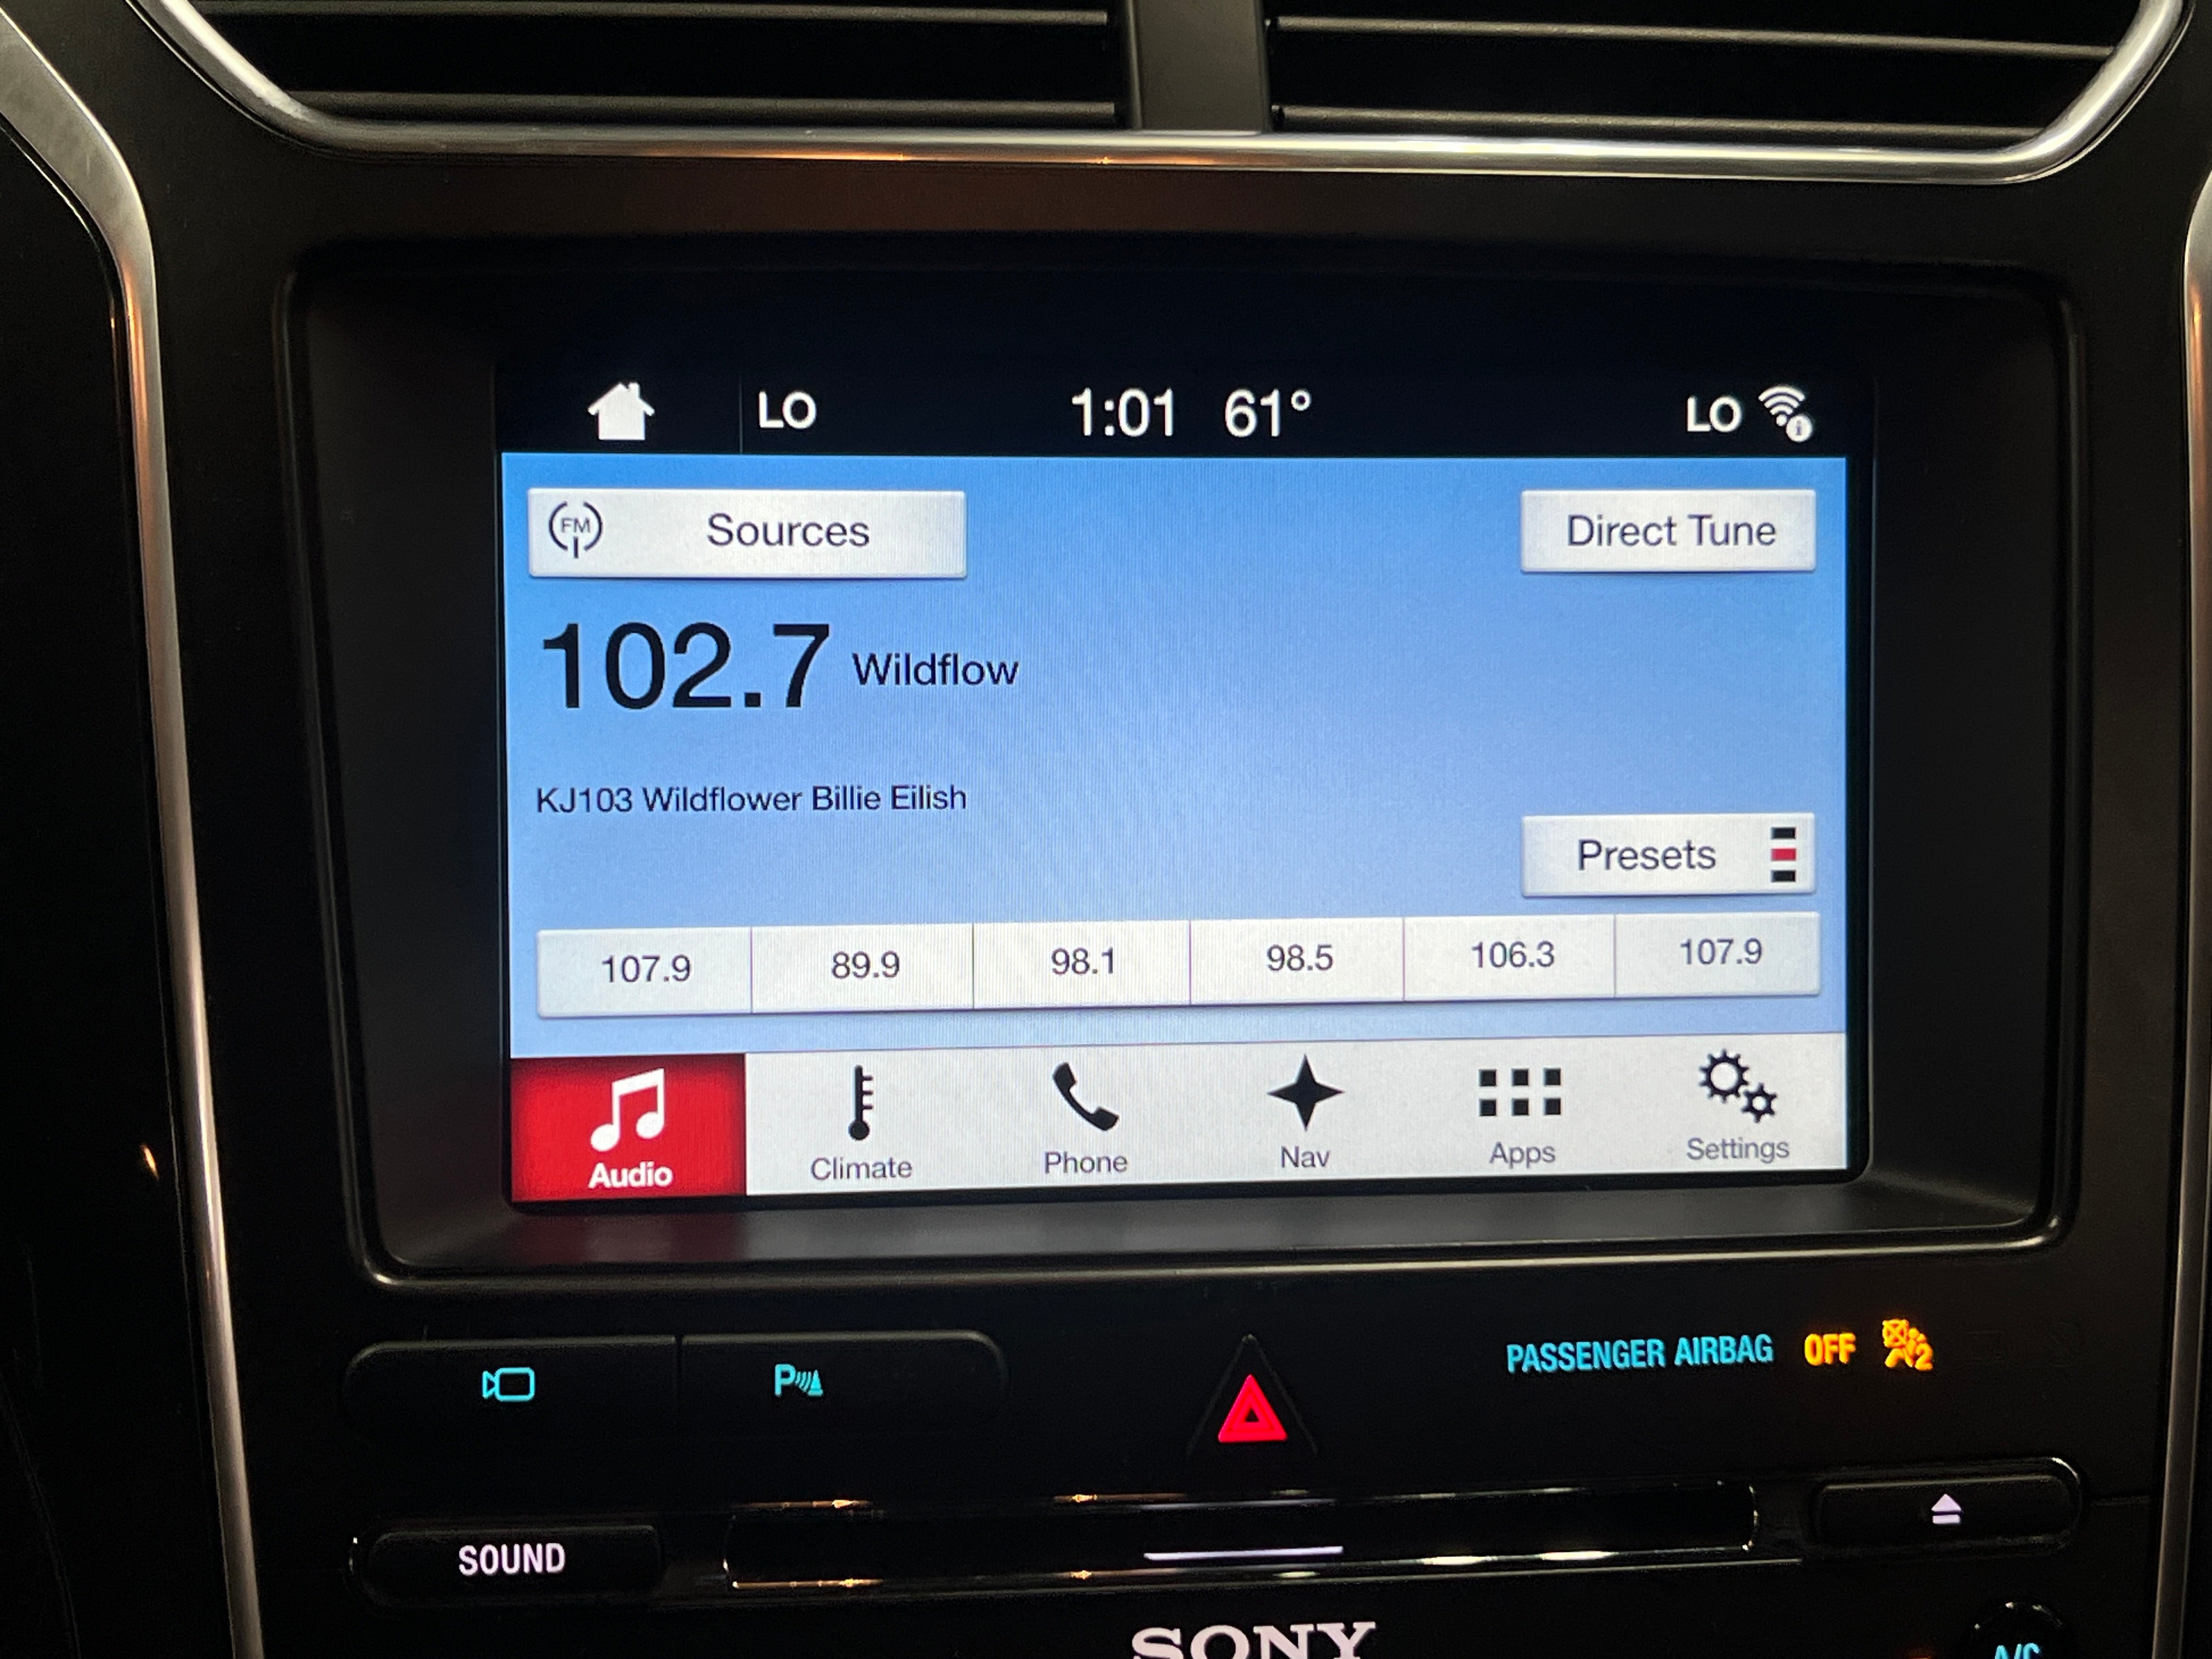 LO 1:01 61° LO
FM Sources Direct Tune
102.7 Wildflow
KJ103 Wildflower Billie Eilish
Presets
107.9 89.9 98.1 98.5 106.3 107.9
Audio Climate Phone Nav Apps Settings
P PASSENGER AIRBAG OFF 2
SOUND
SONY
A/C